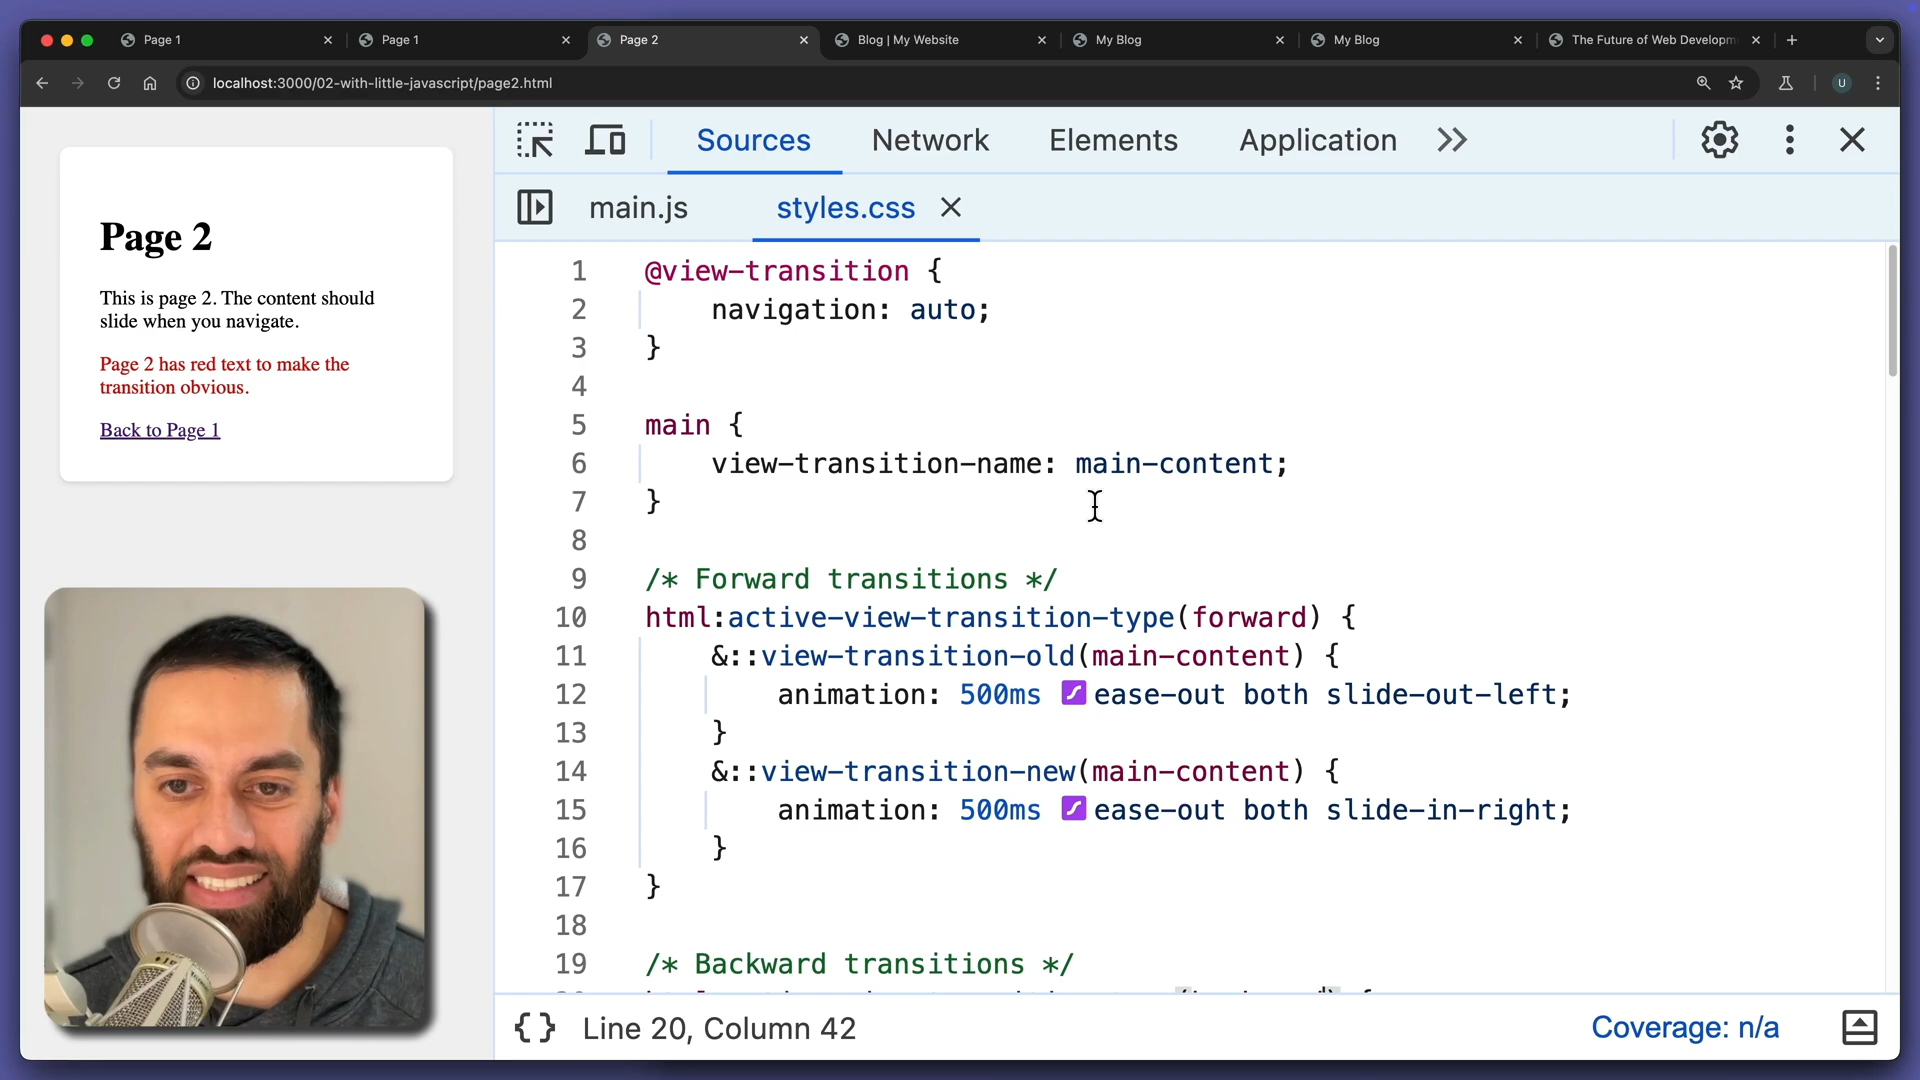 Page 1
Page 1
Page 2
Blog | My Website
My Blog
My Blog
The Future of Web Developm
localhost:3000/02-with-little-javascript/page2.html
U
Page 2
This is page 2. The content should
slide when you navigate.
Page 2 has red text to make the
transition obvious.
Back to Page 1
Sources
Network
Elements
Application
main.js
styles.css
1 @view-transition {
2 navigation: auto;
3 }
4
5 main {
6 view-transition-name: main-content;
7 }
8
9 /* Forward transitions */
10 html:active-view-transition-type(forward) {
11 &::view-transition-old(main-content) {
12 animation: 500ms ease-out both slide-out-left;
13 }
14 &::view-transition-new(main-content) {
15 animation: 500ms ease-out both slide-in-right;
16 }
17 }
18
19 /* Backward transitions */
{ } Line 20, Column 42
Coverage: n/a